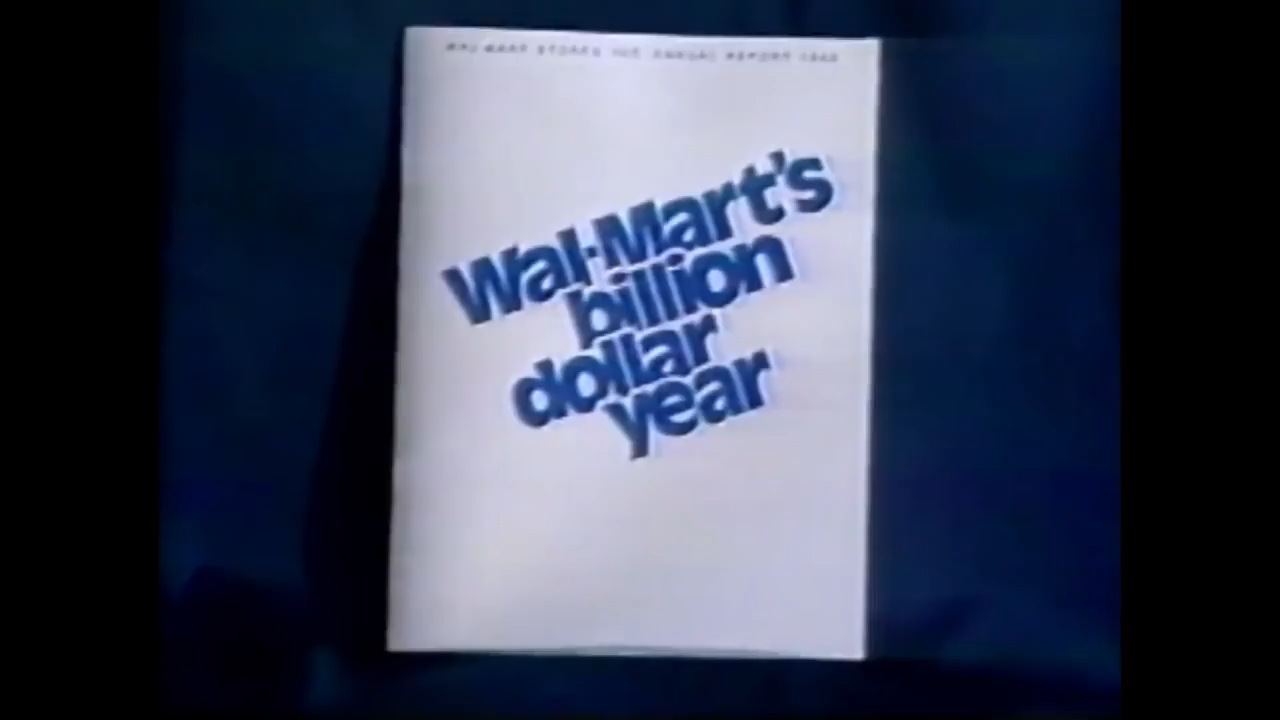 WAL-MART STORES INC ANNUAL REPORT
Wal-Mart's
billion
dollar
year